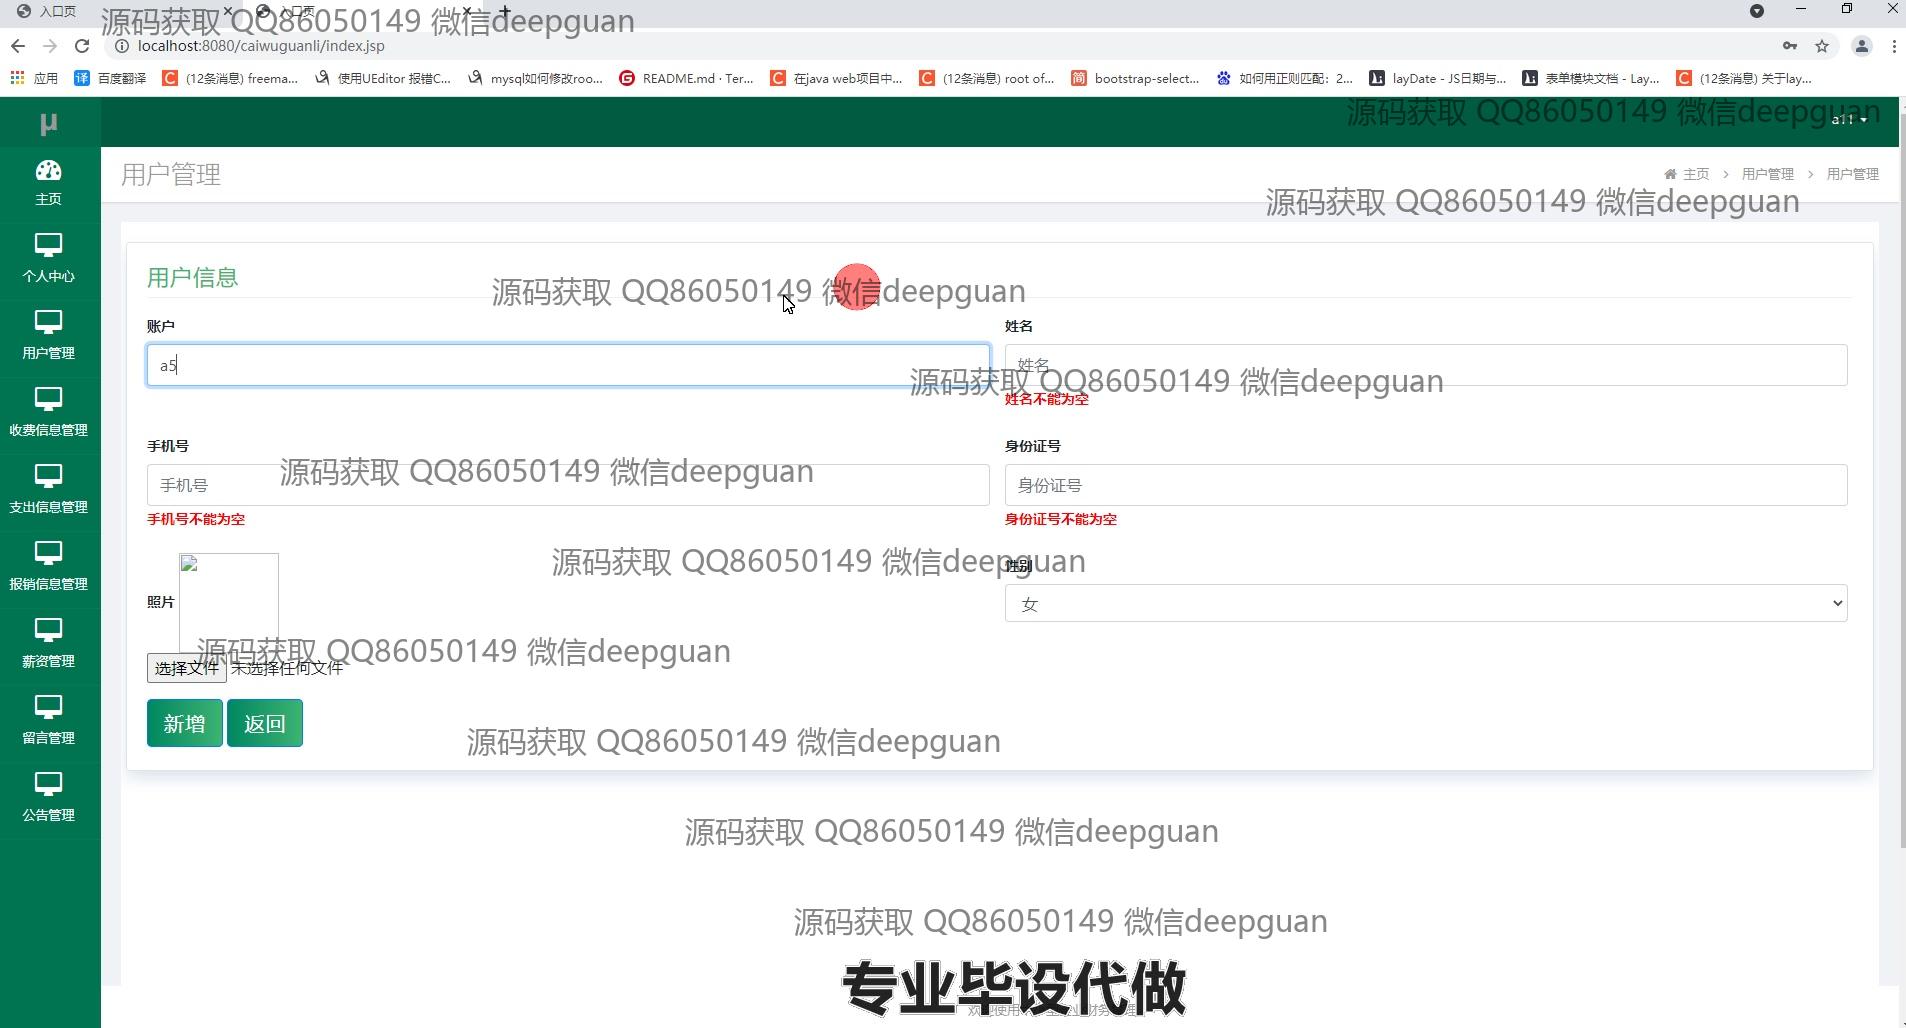 入口页
入口页
源码获取 QQ86050149 微信deepguan
localhost:8080/caiwuguanli/index.jsp
应用
百度翻译
(12条消息) freema...
使用UEditor 报错C...
mysql如何修改roo...
README.md · Ter...
在java web项目中...
(12条消息) root of...
bootstrap-select...
如何用正则匹配：2...
layDate - JS日期与...
表单模块文档 - Lay...
(12条消息) 关于lay...
μ
源码获取 QQ86050149 微信deepguan
a11
主页
用户管理
主页 > 用户管理 > 用户管理
源码获取 QQ86050149 微信deepguan
个人中心
用户信息
源码获取 QQ86050149 微信deepguan
账户
姓名
用户管理
a5
姓名
源码获取 QQ86050149 微信deepguan
姓名不能为空
收费信息管理
手机号
身份证号
源码获取 QQ86050149 微信deepguan
手机号
身份证号
支出信息管理
手机号不能为空
身份证号不能为空
源码获取 QQ86050149 微信deepguan
性别
报销信息管理
照片
女
源码获取 QQ86050149 微信deepguan
薪资管理
选择文件 未选择任何文件
新增
返回
留言管理
源码获取 QQ86050149 微信deepguan
公告管理
源码获取 QQ86050149 微信deepguan
源码获取 QQ86050149 微信deepguan
专业毕设代做